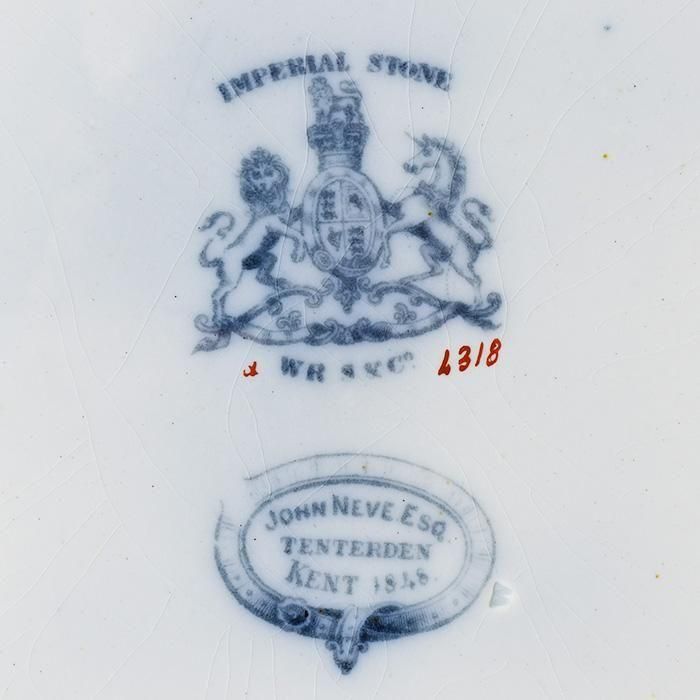 IMPERIAL STONE
WR S & Co
4318
JOHN NEVE ESQ
TENTERDEN
KENT 1848